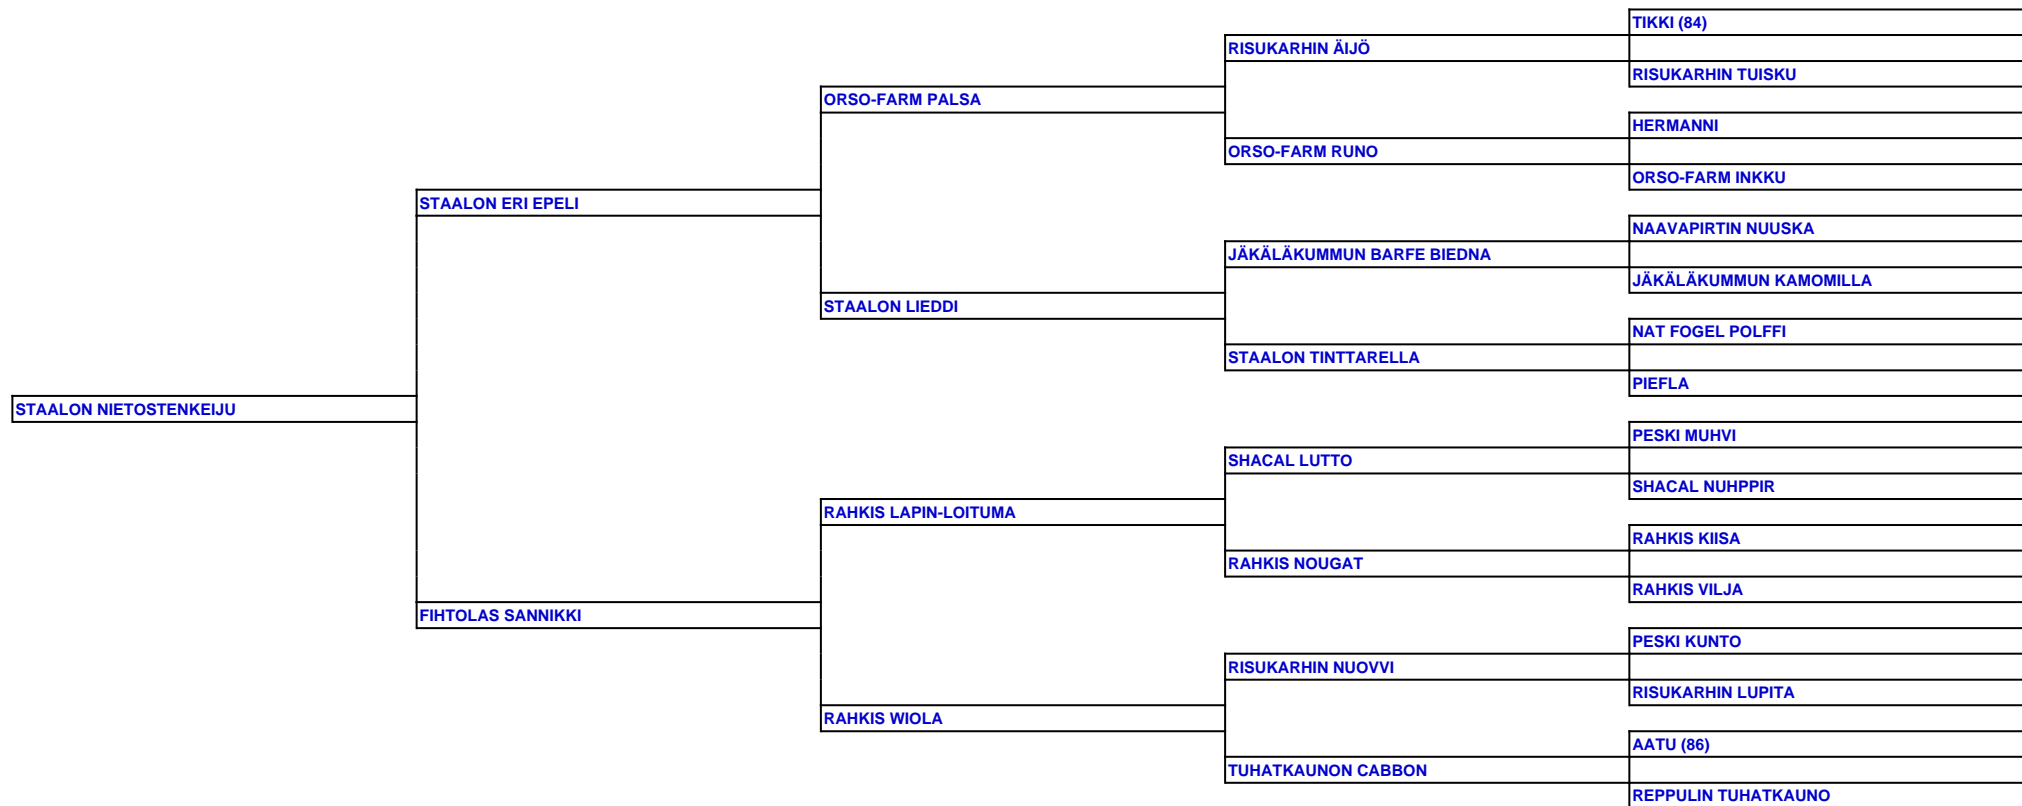 TIKKI (84)
RISUKARHIN ÄIJÖ
RISUKARHIN TUISKU
ORSO-FARM PALSA
HERMANNI
ORSO-FARM RUNO
ORSO-FARM INKKU
STAALON ERI EPELI
NAAVAPIRTIN NUUSKA
JÄKÄLÄKUMMUN BARFE BIEDNA
JÄKÄLÄKUMMUN KAMOMILLA
STAALON LIEDDI
NAT FOGEL POLFFI
STAALON TINTTARELLA
PIEFLA
STAALON NIETOSTENKEIJU
PESKI MUHVI
SHACAL LUTTO
SHACAL NUHPPIR
RAHKIS LAPIN-LOITUMA
RAHKIS KIISA
RAHKIS NOUGAT
RAHKIS VILJA
FIHTOLAS SANNIKKI
PESKI KUNTO
RISUKARHIN NUOVVI
RISUKARHIN LUPITA
RAHKIS WIOLA
AATU (86)
TUHATKAUNON CABBON
REPPULIN TUHATKAUNO